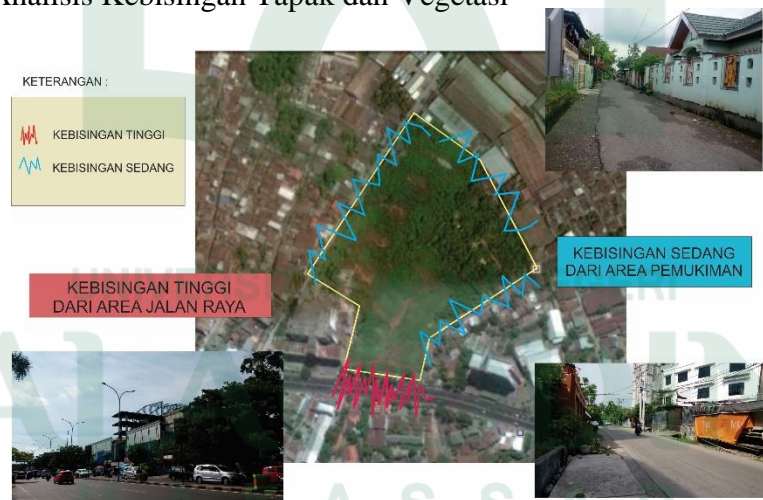 Analisis Kebisingan Tapak dan Vegetasi
KETERANGAN :
KEBISINGAN TINGGI
KEBISINGAN SEDANG
KEBISINGAN TINGGI
DARI AREA JALAN RAYA
KEBISINGAN SEDANG
DARI AREA PEMUKIMAN